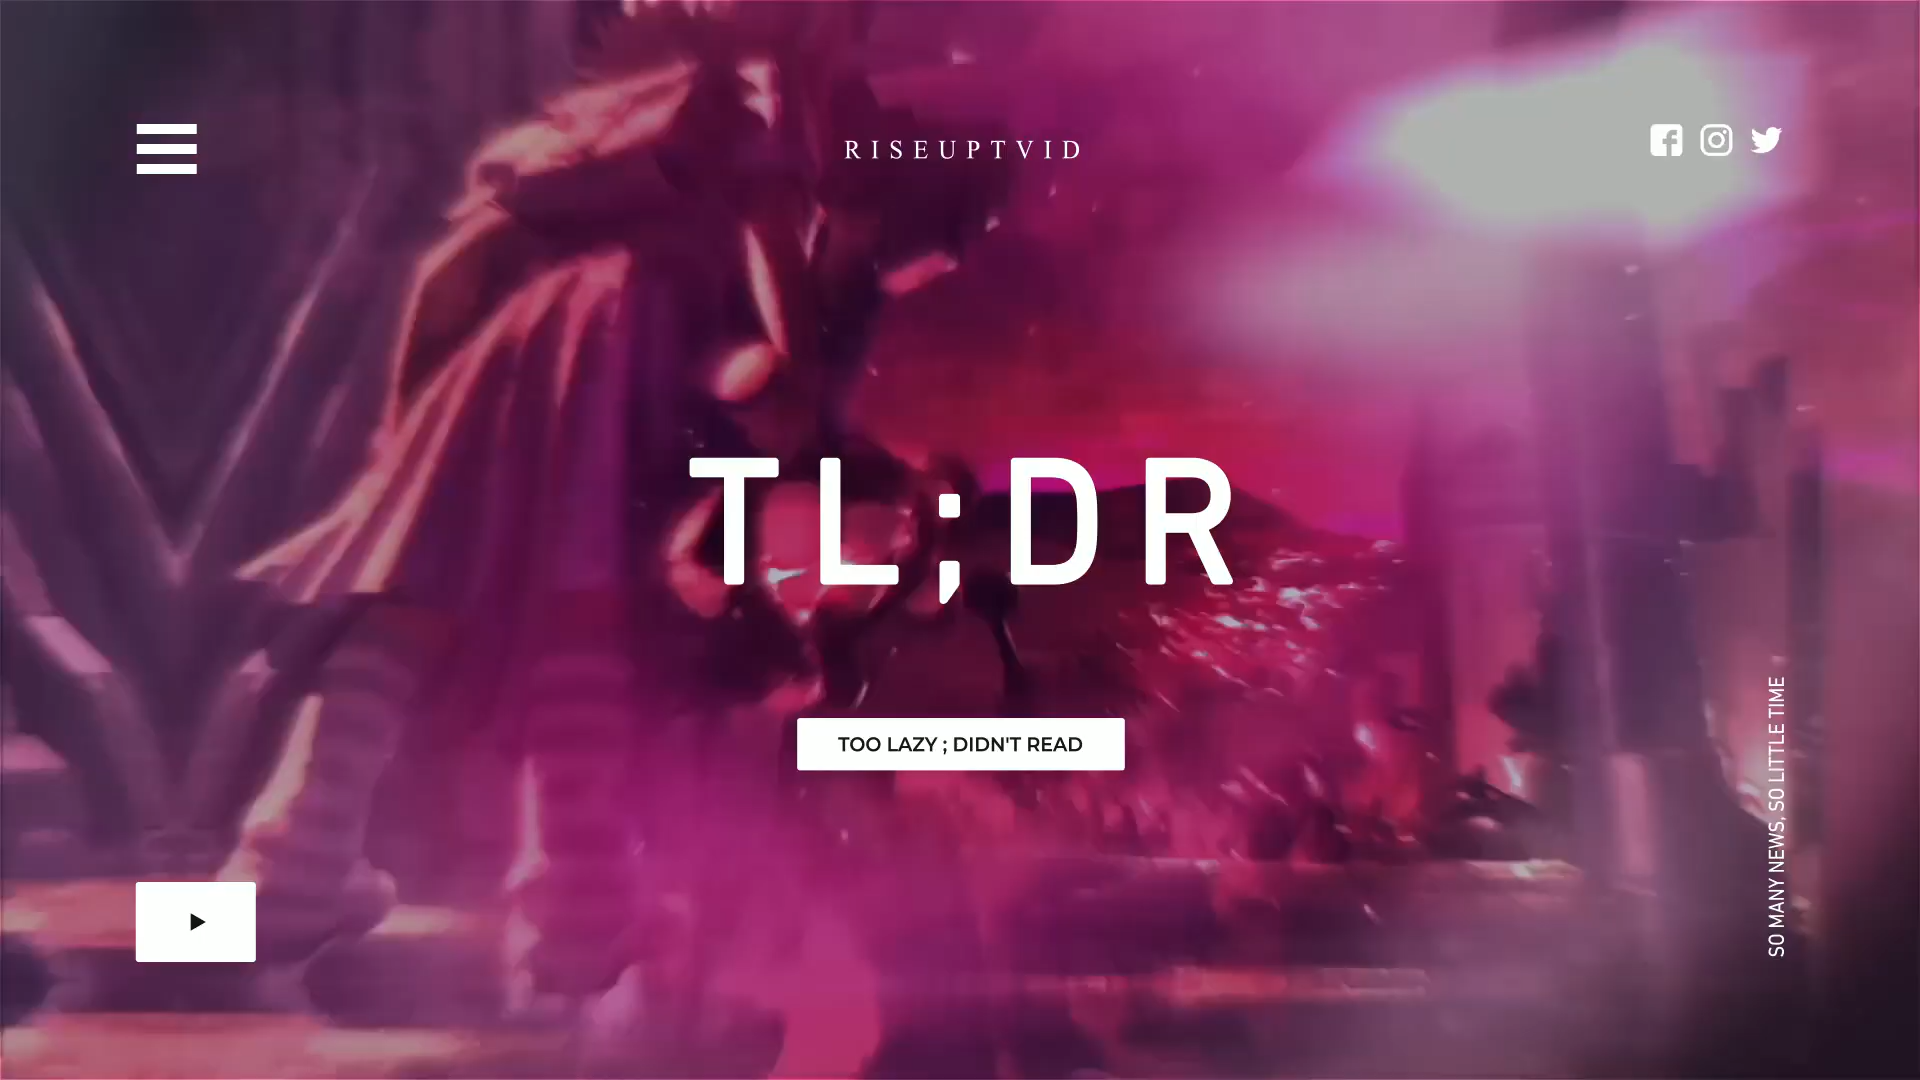 RISEUPTVID
TL;DR
TOO LAZY ; DIDN'T READ
SO MANY NEWS, SO LITTLE TIME